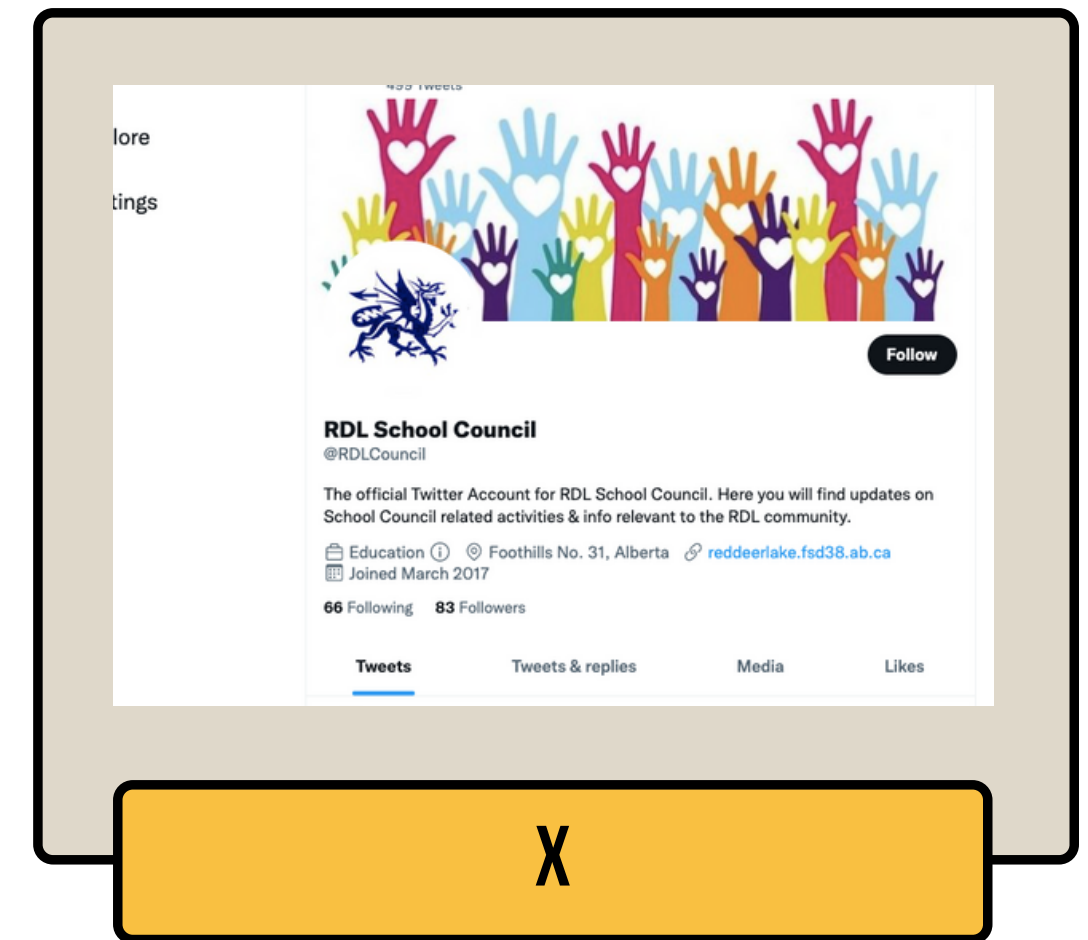 499 Tweets
lore
tings
Follow
RDL School Council
@RDLCouncil
The official Twitter Account for RDL School Council. Here you will find updates on
School Council related activities & info relevant to the RDL community.
Education Foothills No. 31, Alberta reddeerlake.fsd38.ab.ca
Joined March 2017
66 Following 83 Followers
Tweets Tweets & replies Media Likes
X